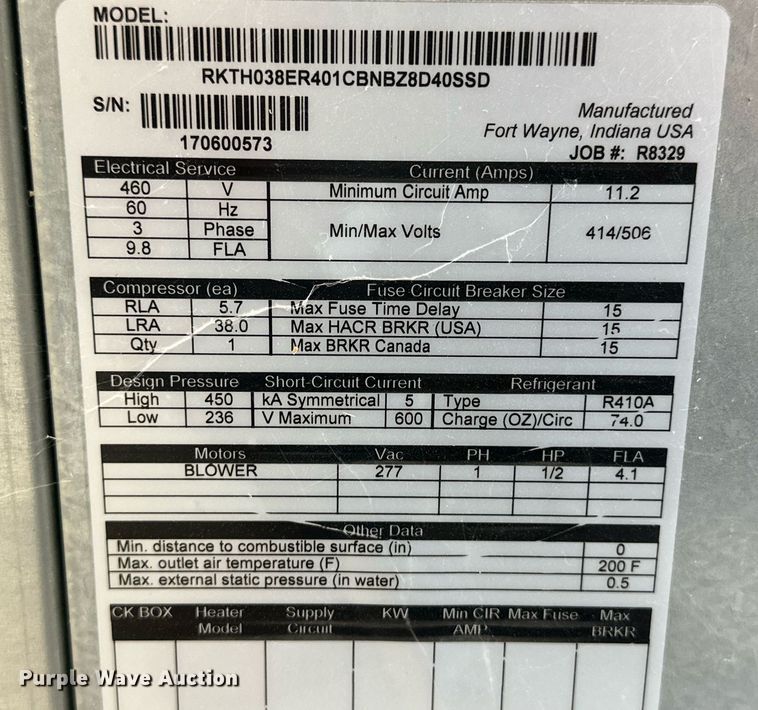 MODEL:
RKTH038ER401CBNBZ8D40SSD
S/N:
170600573
Manufactured
Fort Wayne, Indiana USA
JOB #: R8329
Electrical Service Current (Amps)
460 V Minimum Circuit Amp 11.2
60 Hz
3 Phase Min/Max Volts 414/506
9.8 FLA
Compressor (ea) Fuse Circuit Breaker Size
RLA 5.7 Max Fuse Time Delay 15
LRA 38.0 Max HACR BRKR (USA) 15
Qty 1 Max BRKR Canada 15
Design Pressure Short-Circuit Current Refrigerant
High 450 kA Symmetrical 5 Type R410A
Low 236 V Maximum 600 Charge (OZ)/Circ 74.0
Motors Vac PH HP FLA
BLOWER 277 1 1/2 4.1
Other Data
Min. distance to combustible surface (in) 0
Max. outlet air temperature (F) 200 F
Max. external static pressure (in water) 0.5
CK BOX Heater Supply KW Min CIR Max Fuse Max
Model Circuit AMP BRKR
Purple Wave Auction